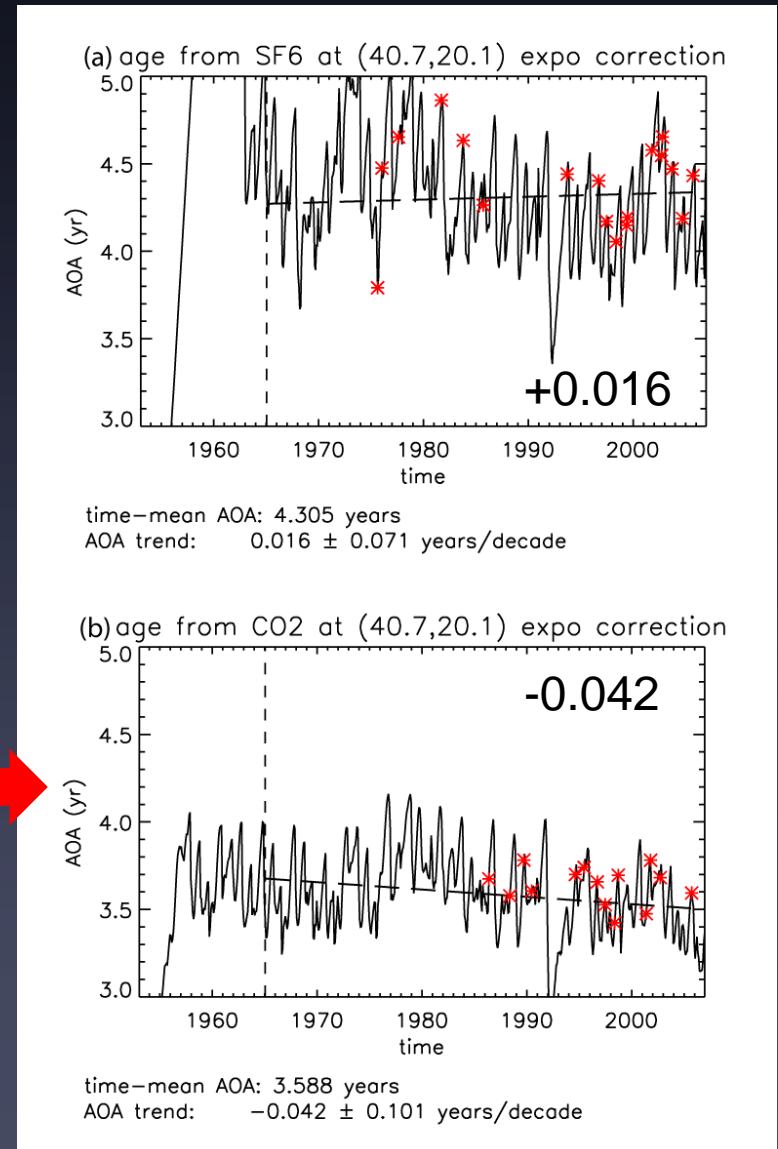 (a) age from SF6 at (40.7,20.1) expo correction
5.0
4.5
4.0
3.5
3.0
AOA (yr)
+0.016
1960 1970 1980 1990 2000
time
time-mean AOA: 4.305 years
AOA trend: 0.016 ± 0.071 years/decade
(b) age from CO2 at (40.7,20.1) expo correction
5.0
4.5
4.0
3.5
3.0
AOA (yr)
-0.042
1960 1970 1980 1990 2000
time
time-mean AOA: 3.588 years
AOA trend: -0.042 ± 0.101 years/decade